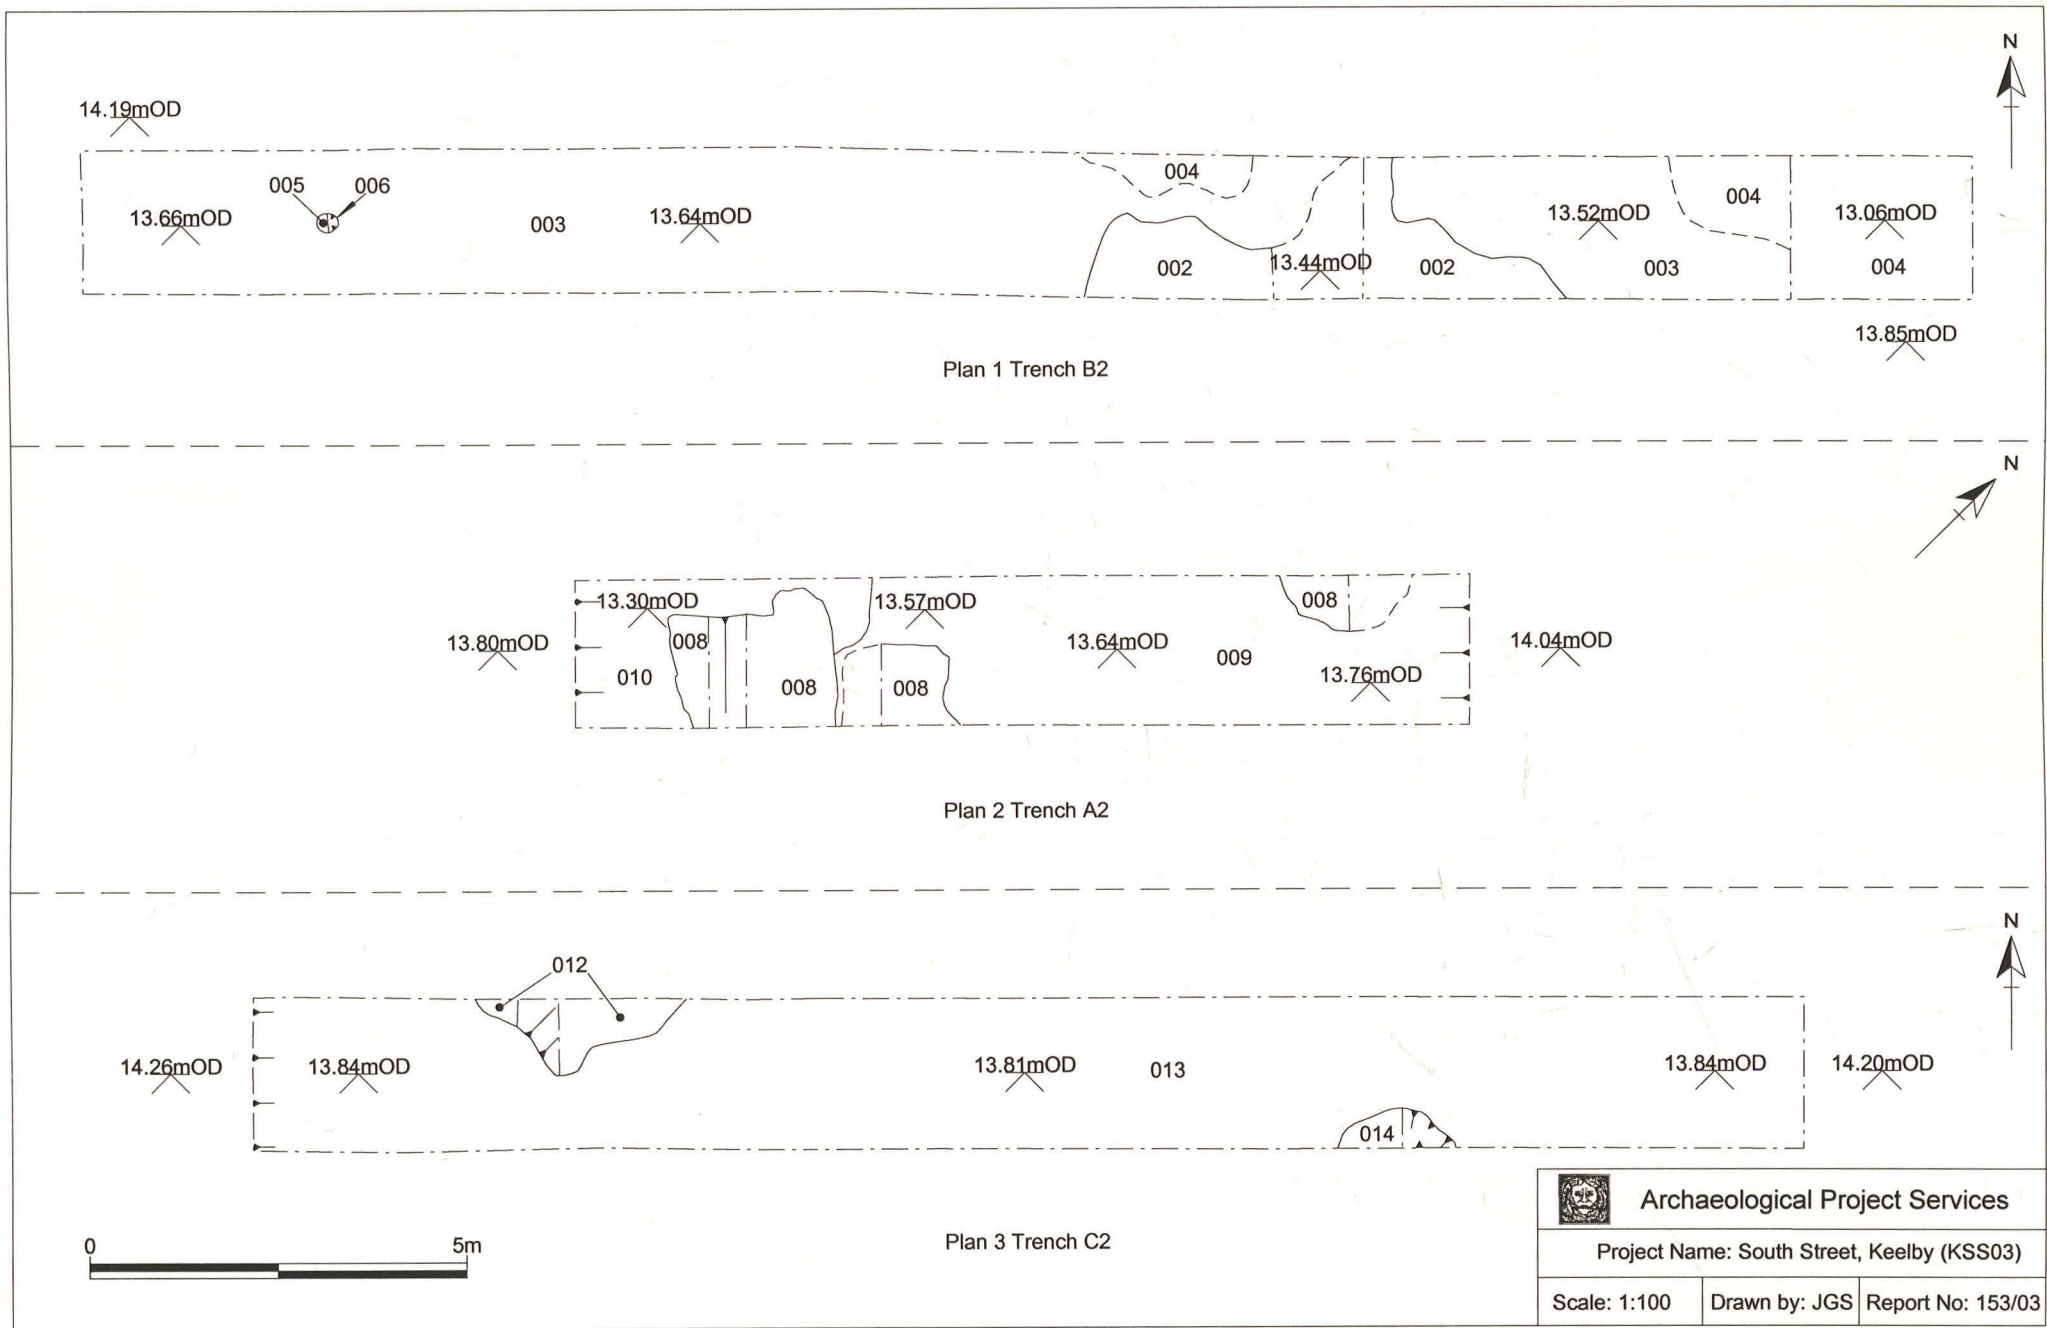 N
14.19mOD
005 006
13.66mOD
003
13.64mOD
004
002
13.44mOD
002
13.52mOD
003
004
13.06mOD
004
13.85mOD
Plan 1 Trench B2
N
13.80mOD
13.30mOD
010
008
008
13.57mOD
008
13.64mOD
009
008
13.76mOD
14.04mOD
Plan 2 Trench A2
N
012
14.26mOD
13.84mOD
13.81mOD
013
014
13.84mOD
14.20mOD
0 5m
Plan 3 Trench C2
Archaeological Project Services
Project Name: South Street, Keelby (KSS03)
Scale: 1:100 Drawn by: JGS Report No: 153/03